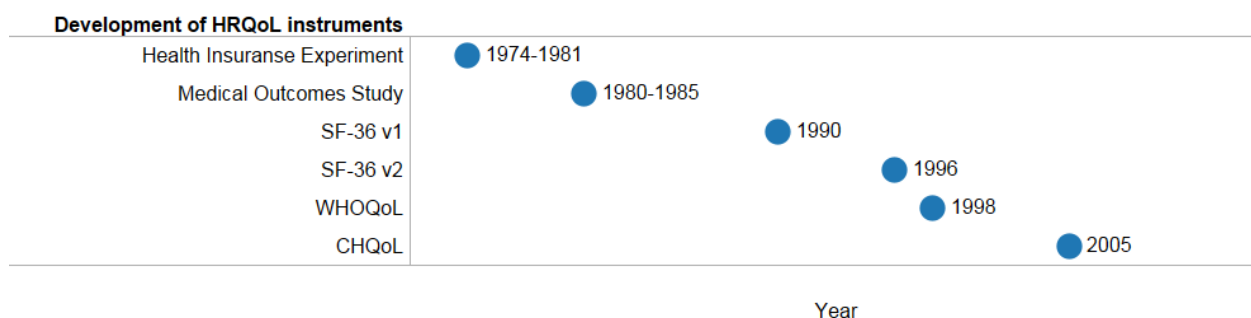 Development of HRQoL instruments
Health Insuranse Experiment 1974-1981
Medical Outcomes Study 1980-1985
SF-36 v1 1990
SF-36 v2 1996
WHOQoL 1998
CHQoL 2005
Year